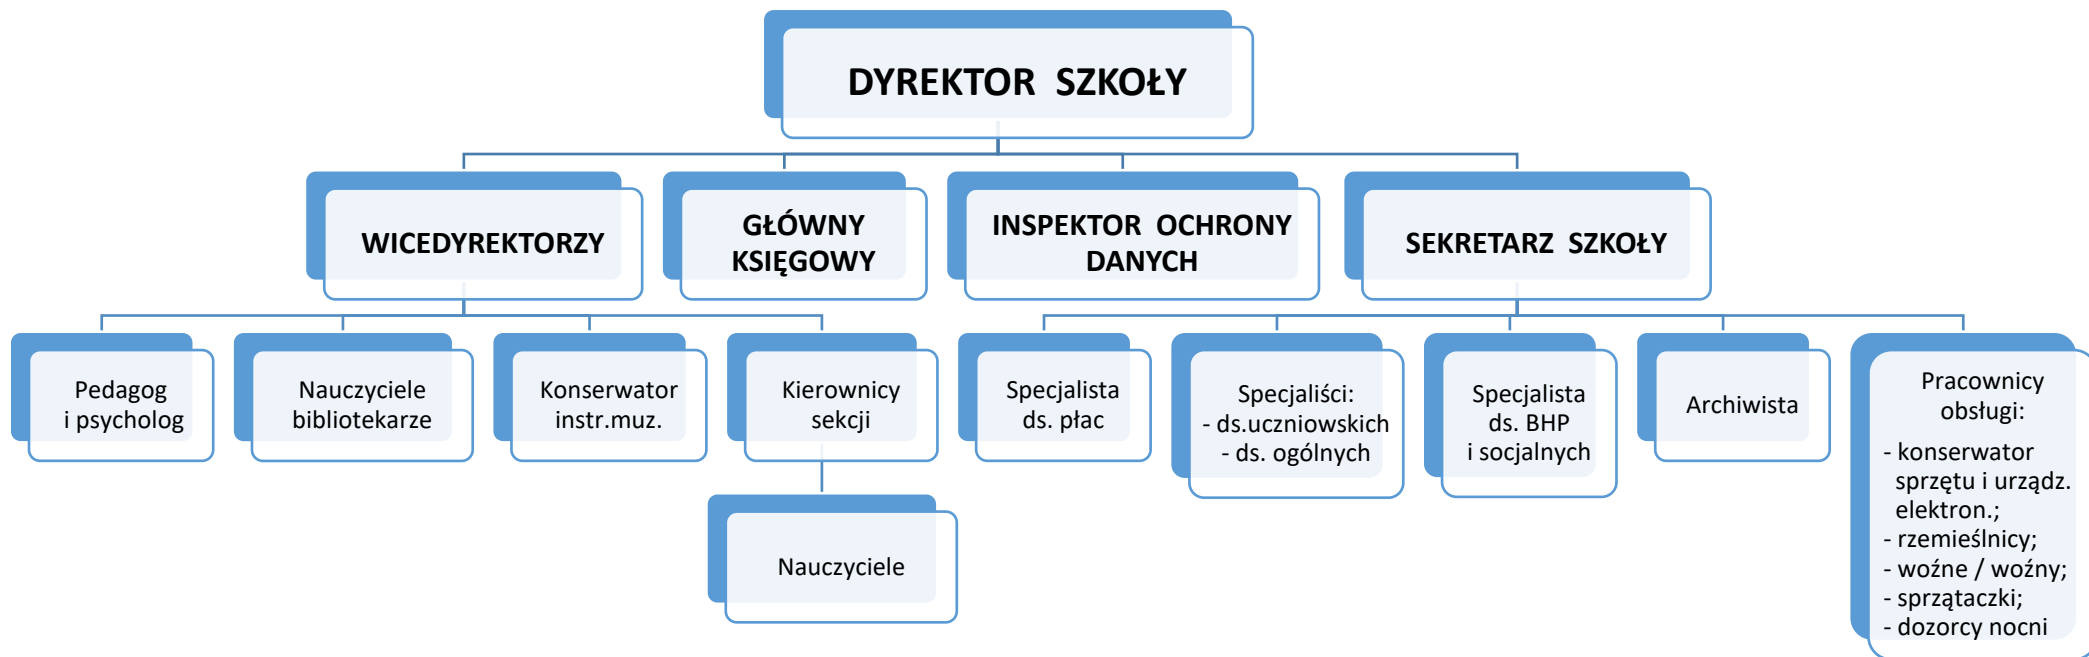 DYREKTOR SZKOŁY
WICEDYREKTORZY
GŁÓWNY
KSIĘGOWY
INSPEKTOR OCHRONY
DANYCH
SEKRETARZ SZKOŁY
Pedagog
i psycholog
Nauczyciele
bibliotekarze
Konserwator
instr.muz.
Kierownicy
sekcji
Specjalista
ds. płac
Specjaliści:
- ds.uczniowskich
- ds. ogólnych
Specjalista
ds. BHP
i socjalnych
Archiwista
Pracownicy
obsługi:
- konserwator
sprzętu i urządz.
elektron.;
- rzemieślnicy;
- woźne / woźny;
- sprzątaczki;
- dozorcy nocni
Nauczyciele